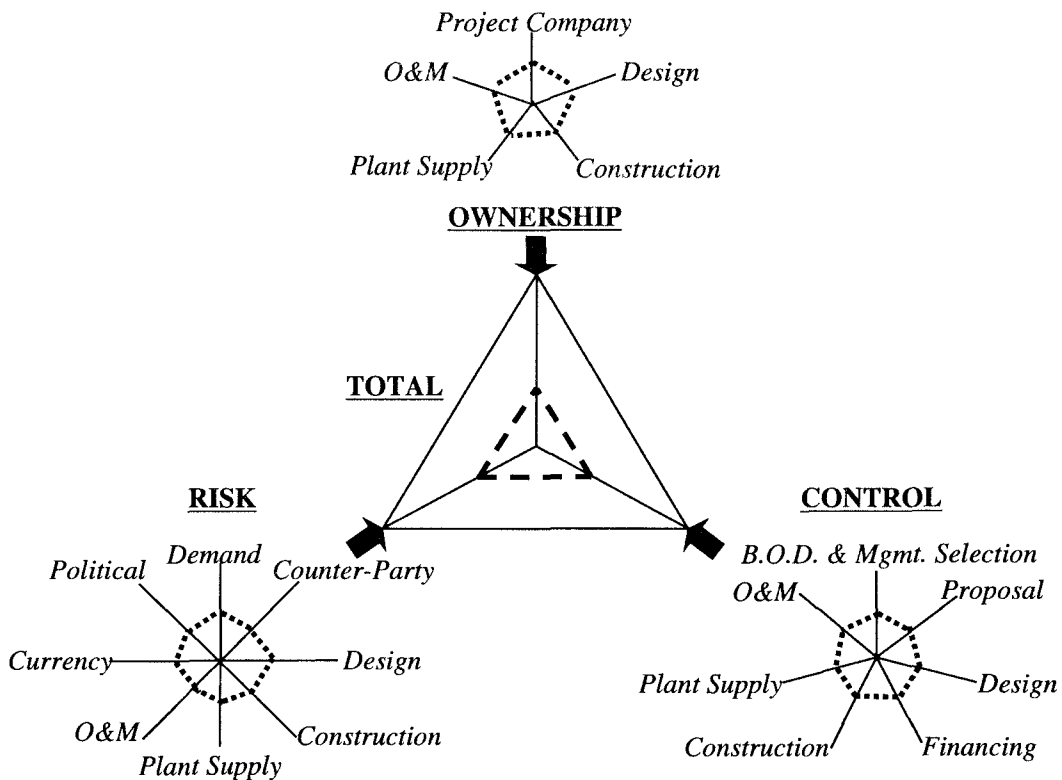 Project Company
O&M
Design
Plant Supply
Construction
OWNERSHIP
TOTAL
RISK
CONTROL
Demand
Political
Counter-Party
Currency
Design
O&M
Construction
Plant Supply
B.O.D. & Mgmt. Selection
O&M
Proposal
Plant Supply
Design
Construction
Financing